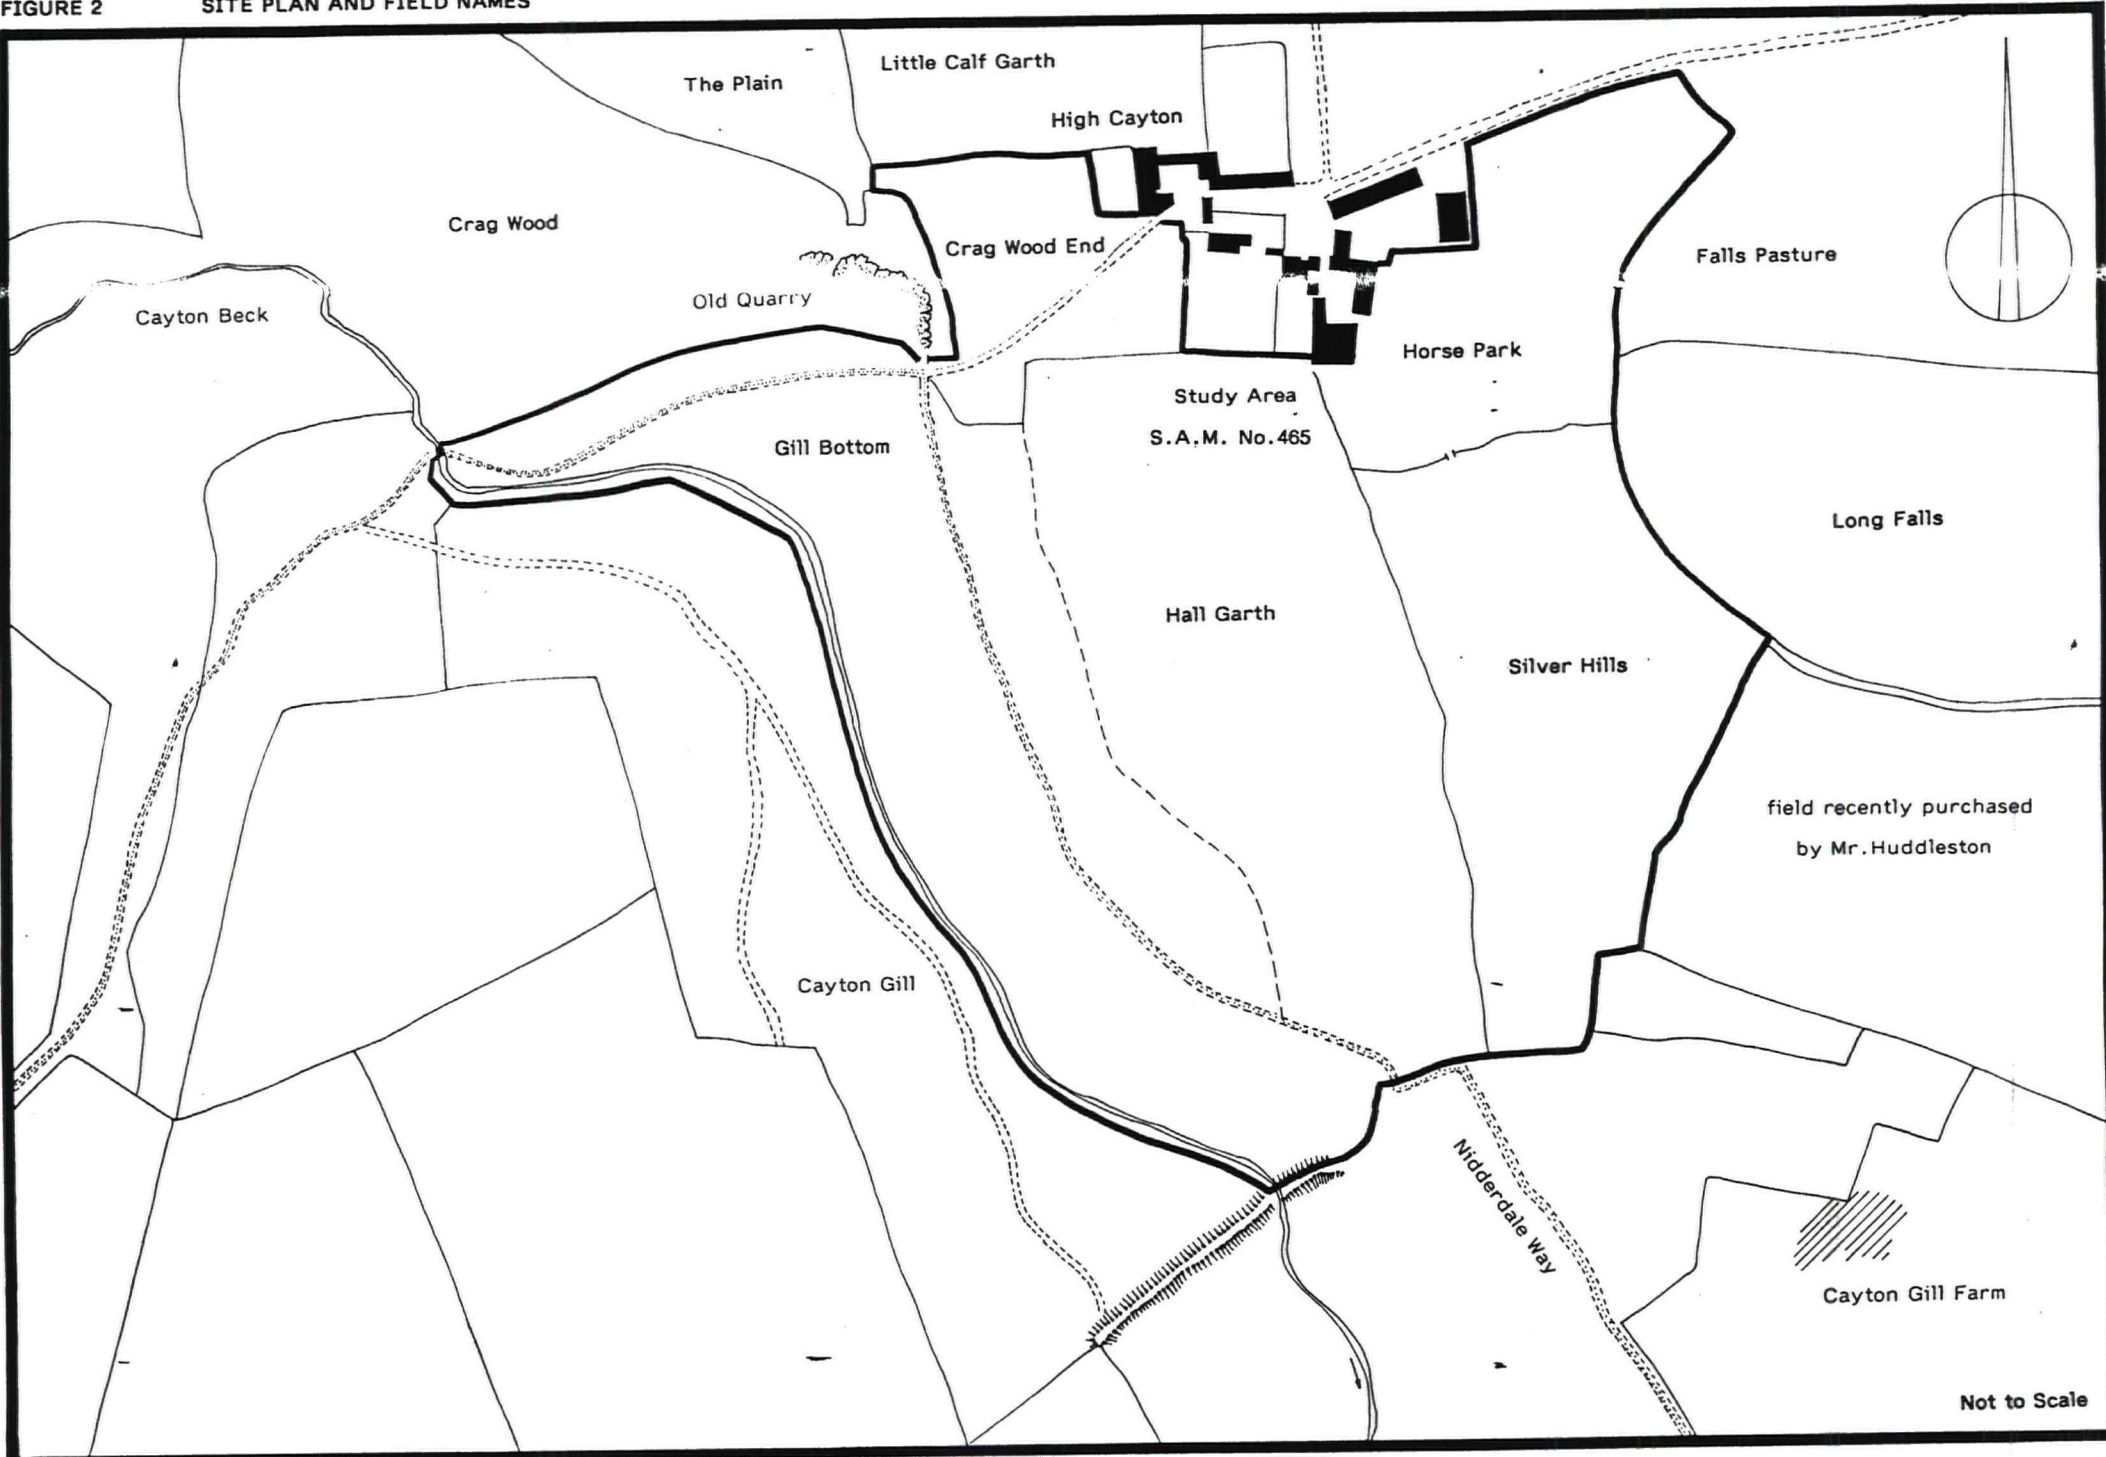 FIGURE 2 SITE PLAN AND FIELD NAMES
The Plain
Little Calf Garth
High Cayton
Crag Wood
Crag Wood End
Falls Pasture
Old Quarry
Cayton Beck
Horse Park
Study Area
S.A.M. No.465
Gill Bottom
Long Falls
Hall Garth
Silver Hills
field recently purchased
by Mr.Huddleston
Cayton Gill
Nidderdale Way
Cayton Gill Farm
Not to Scale